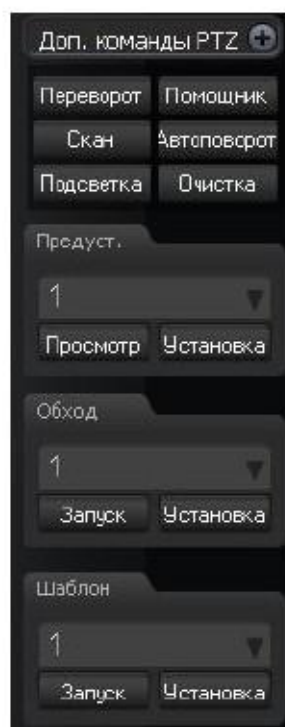 Доп. команды PTZ
Переворот Помощник
Скан Автоповорот
Подсветка Очистка
Предуст.
1
Просмотр Установка
Обход
1
Запуск Установка
Шаблон
1
Запуск Установка